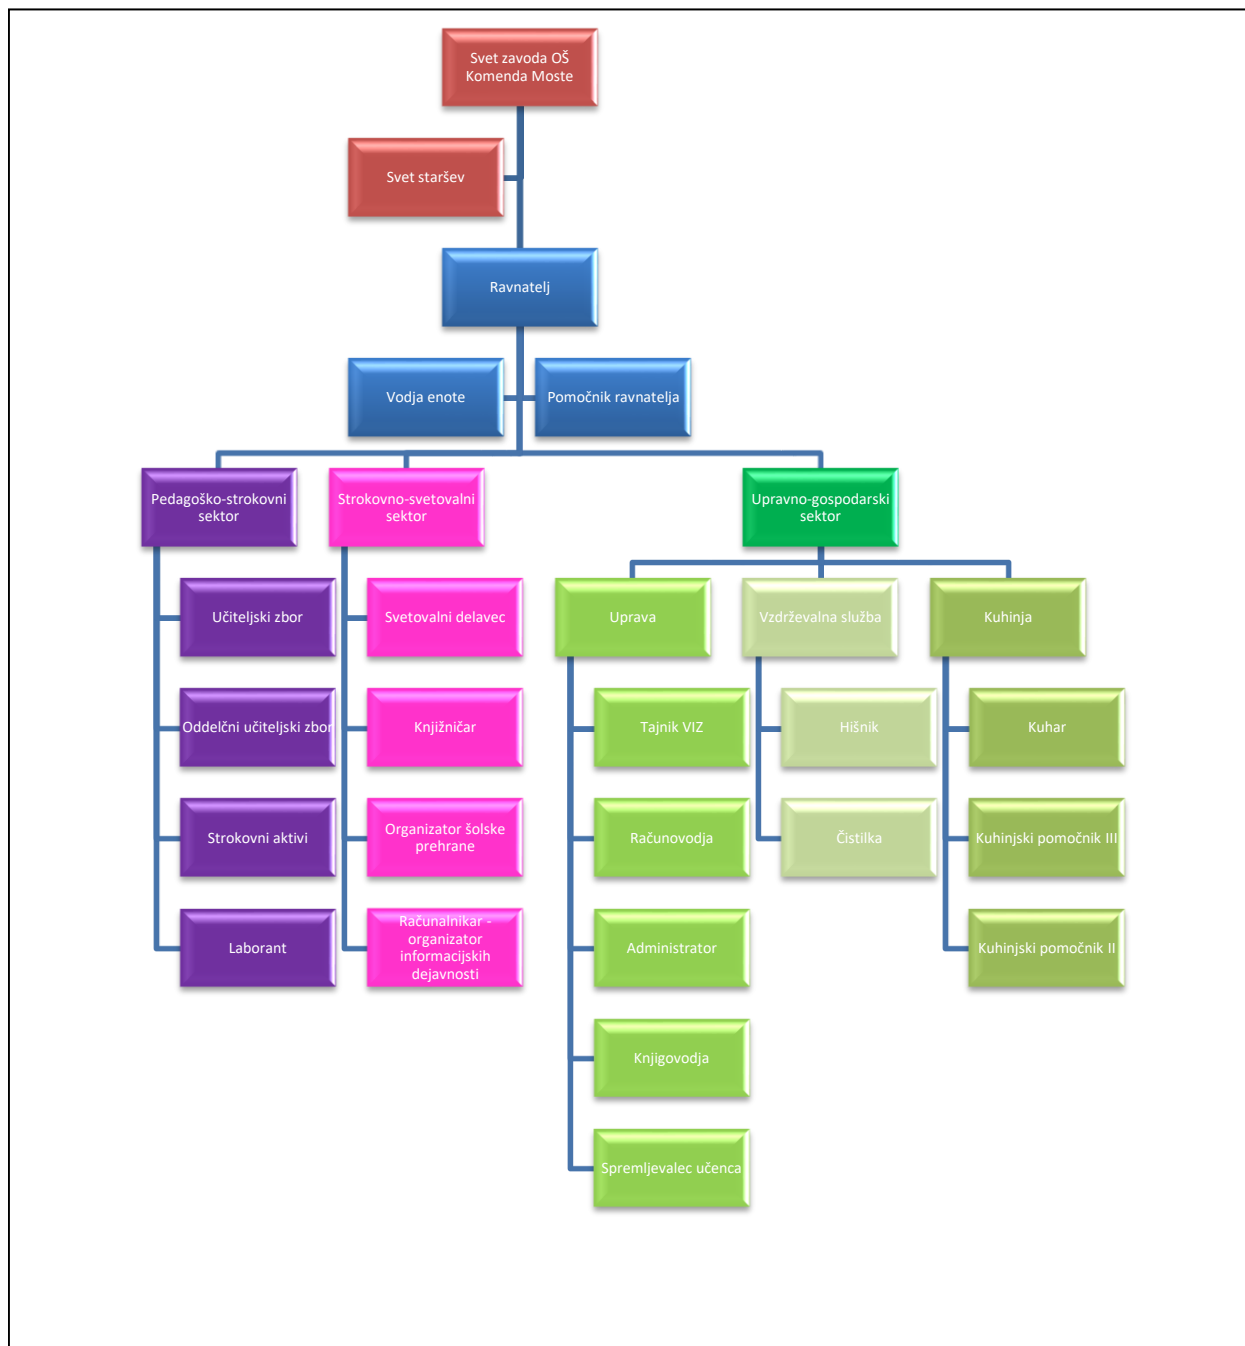 Svet zavoda OŠ
Komenda Moste
Svet staršev
Ravnatelj
Vodja enote
Pomočnik ravnatelja
Pedagoško-strokovni
sektor
Strokovno-svetovalni
sektor
Upravno-gospodarski
sektor
Učiteljski zbor
Svetovalni delavec
Uprava
Vzdrževalna služba
Kuhinja
Oddelčni učiteljski zbor
Knjižničar
Tajnik VIZ
Hišnik
Kuhar
Strokovni aktivi
Organizator šolske
prehrane
Računovodja
Čistilka
Kuhinjski pomočnik III
Laborant
Računalnikar -
organizator
informacijskih
dejavnosti
Administrator
Kuhinjski pomočnik II
Knjigovodja
Spremljevalec učenca